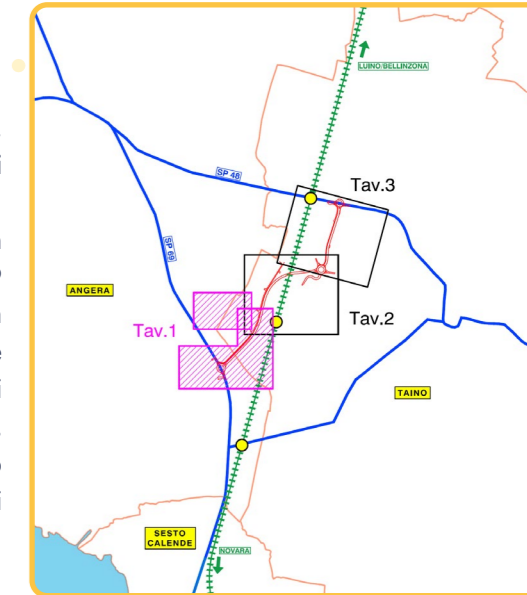 LUINO/BELLINZONA
SP 48
Tav.3
SP 69
ANGERA
Tav.1
Tav.2
TAINO
SESTO
CALENDE
NOVARA